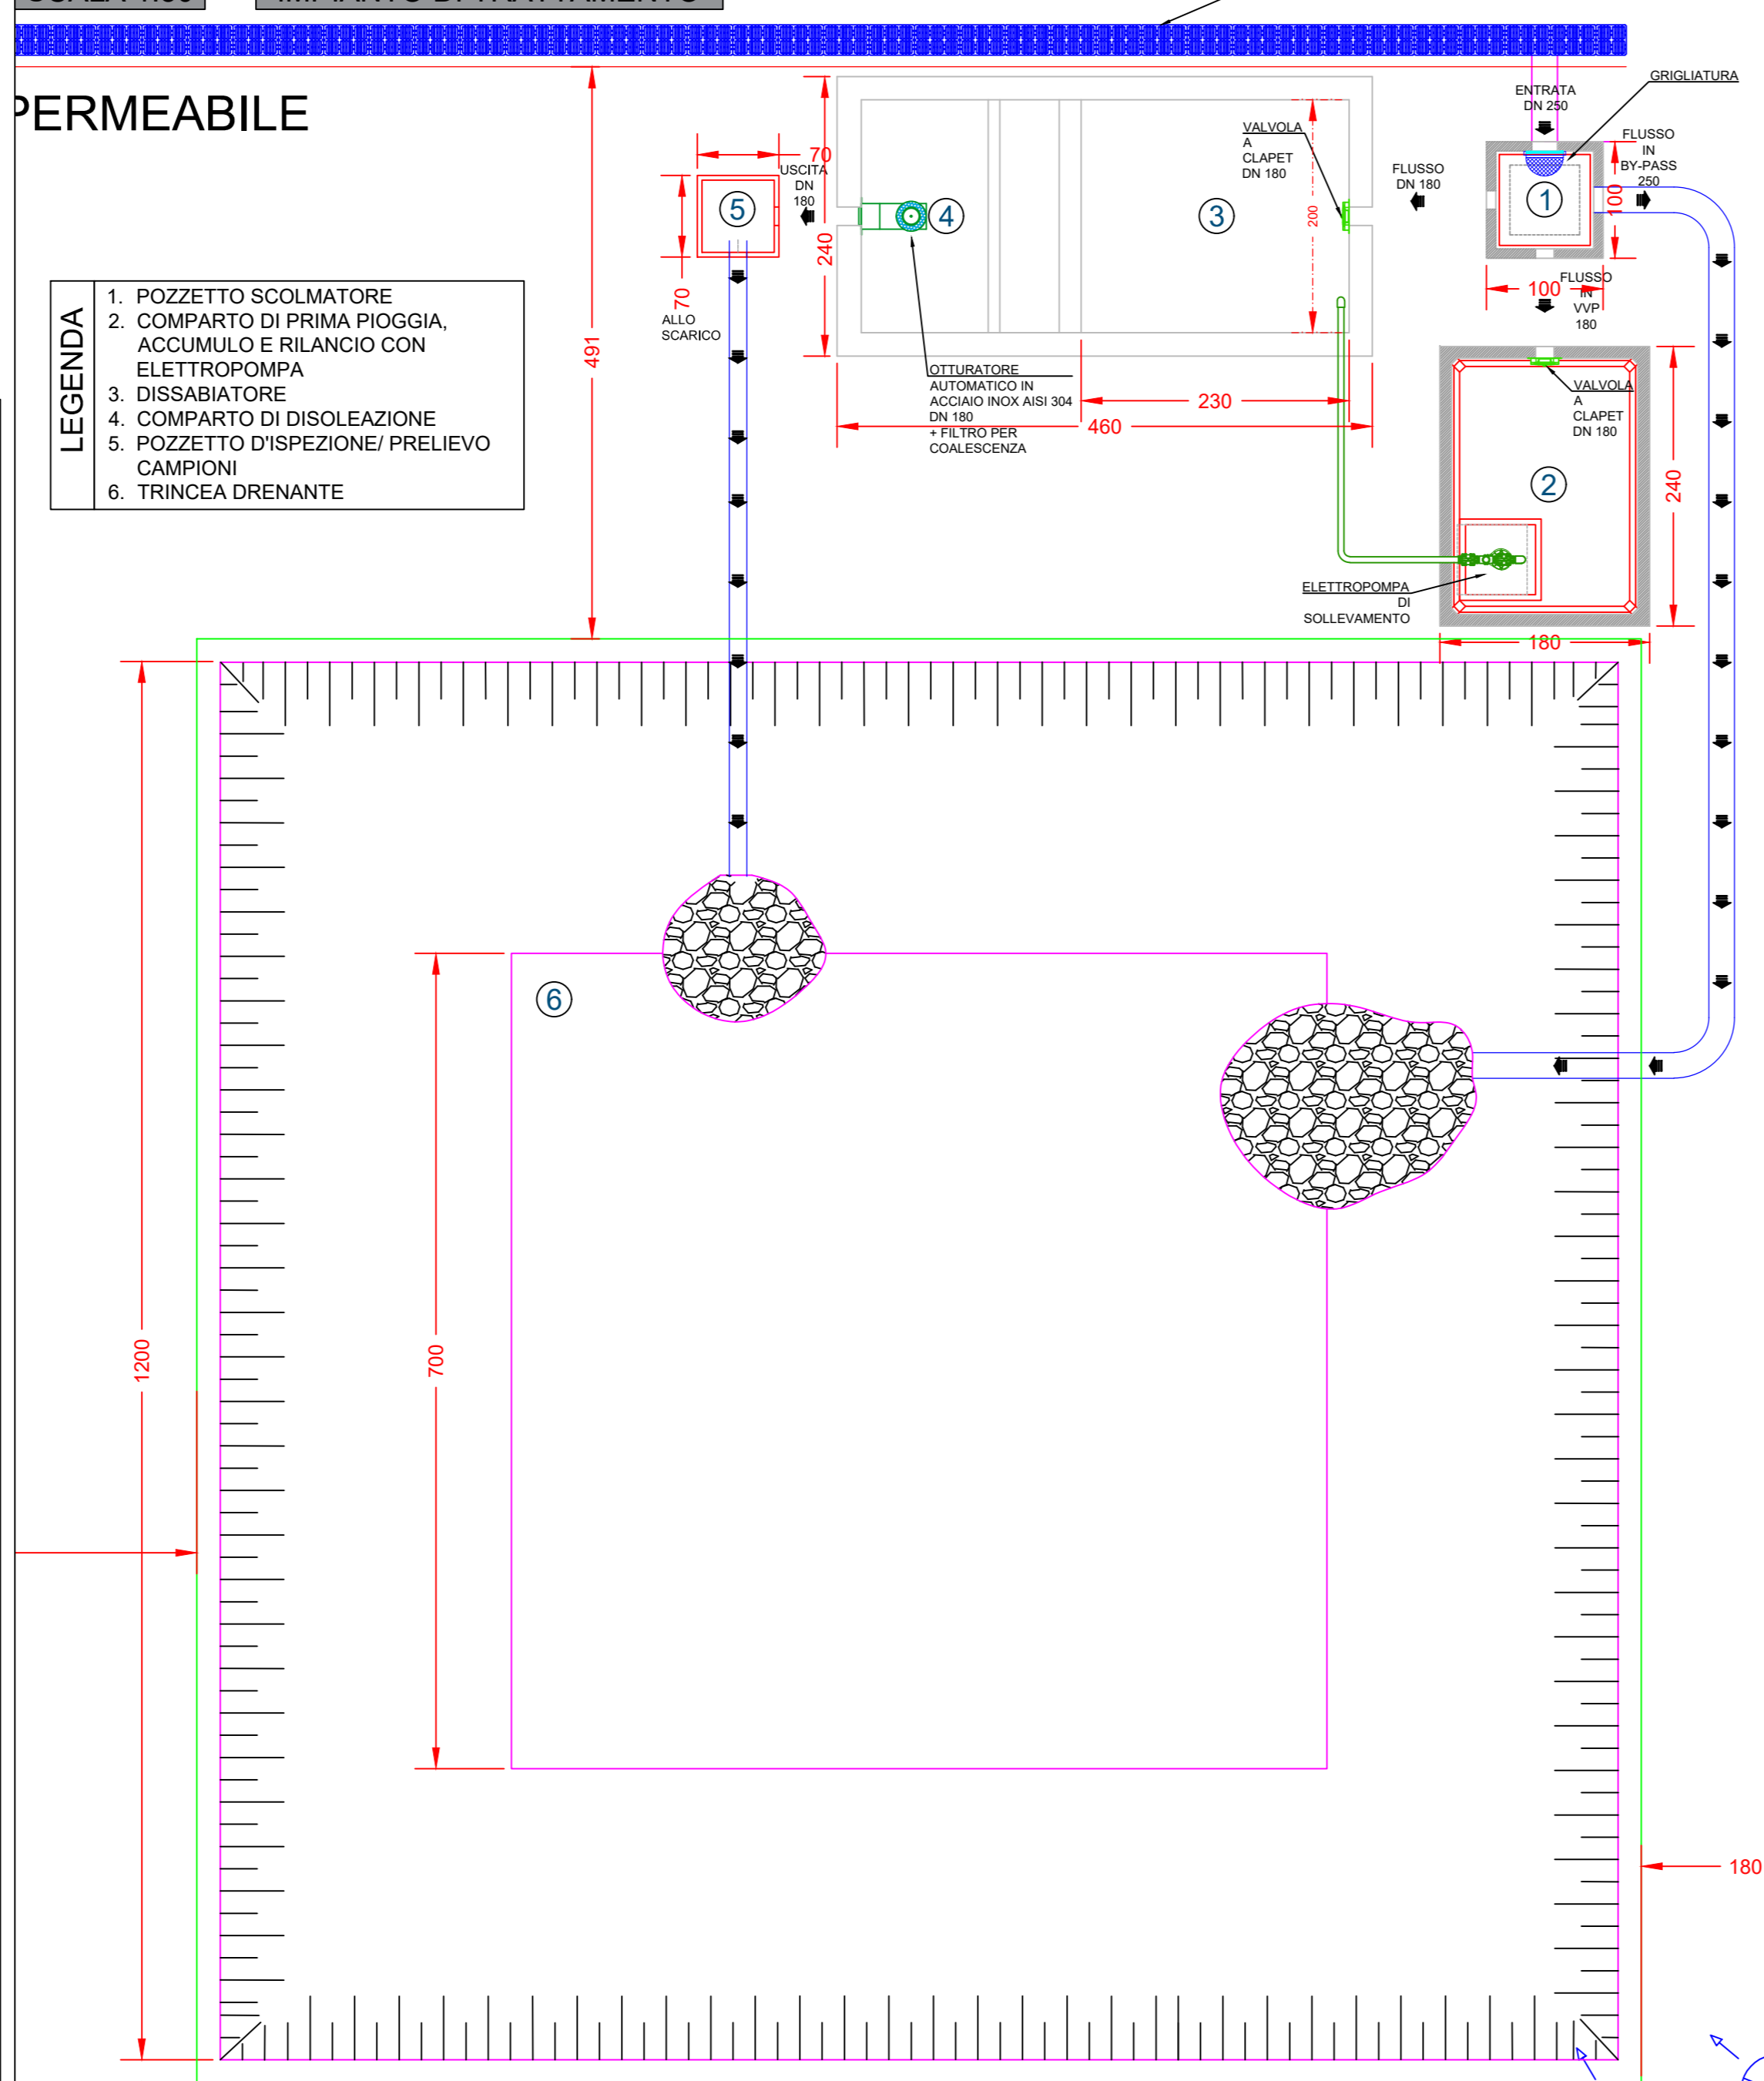 PERMEABILE
LEGENDA
1. POZZETTO SCOLMATORE
2. COMPARTO DI PRIMA PIOGGIA,
ACCUMULO E RILANCIO CON
ELETTROPOMPA
3. DISSABIATORE
4. COMPARTO DI DISOLEAZIONE
5. POZZETTO D'ISPEZIONE/ PRELIEVO
CAMPIONI
6. TRINCEA DRENANTE
491
70
70
5
USCITA
DN
180
ALLO
SCARICO
240
4
OTTURATORE
AUTOMATICO IN
ACCIAIO INOX AISI 304
DN 180
+ FILTRO PER
COALESCENZA
3
VALVOLA
A
CLAPET
DN 180
200
230
460
FLUSSO
DN 180
ENTRATA
DN 250
GRIGLIATURA
1
100
100
FLUSSO
IN
BY-PASS
250
FLUSSO
IN
VVP
180
VALVOLA
A
CLAPET
DN 180
2
240
ELETTROPOMPA
DI
SOLLEVAMENTO
180
6
1200
700
180